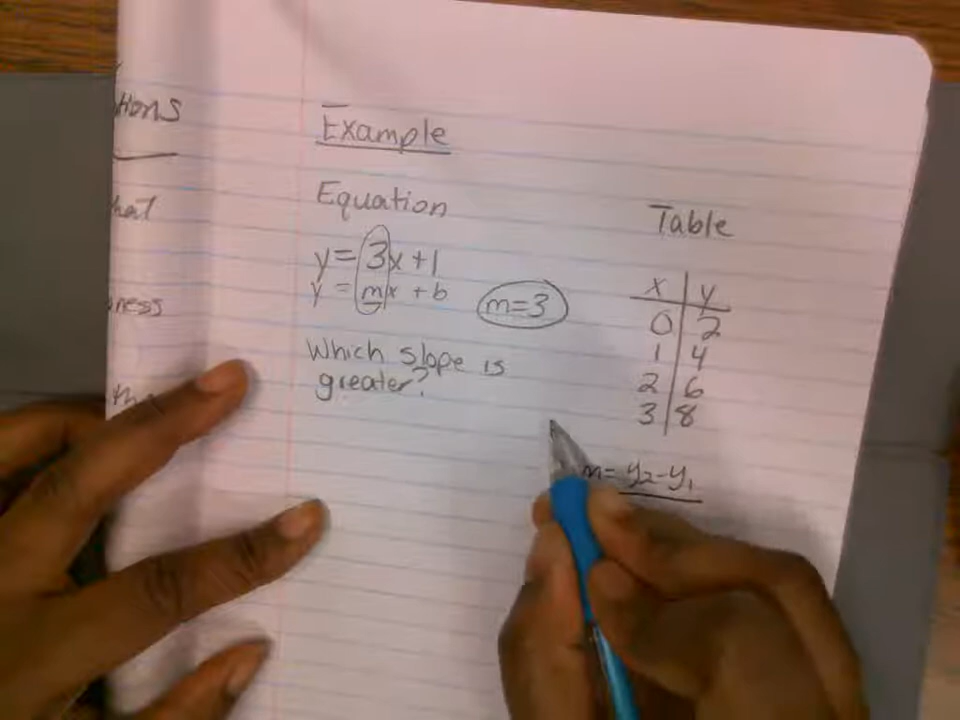 tions
hat
ness
Example
Equation
y = 3x + 1
y = mx + b
m=3
Which slope is
greater?
Table
x y
0 2
1 4
2 6
3 8
m = y₂-y₁